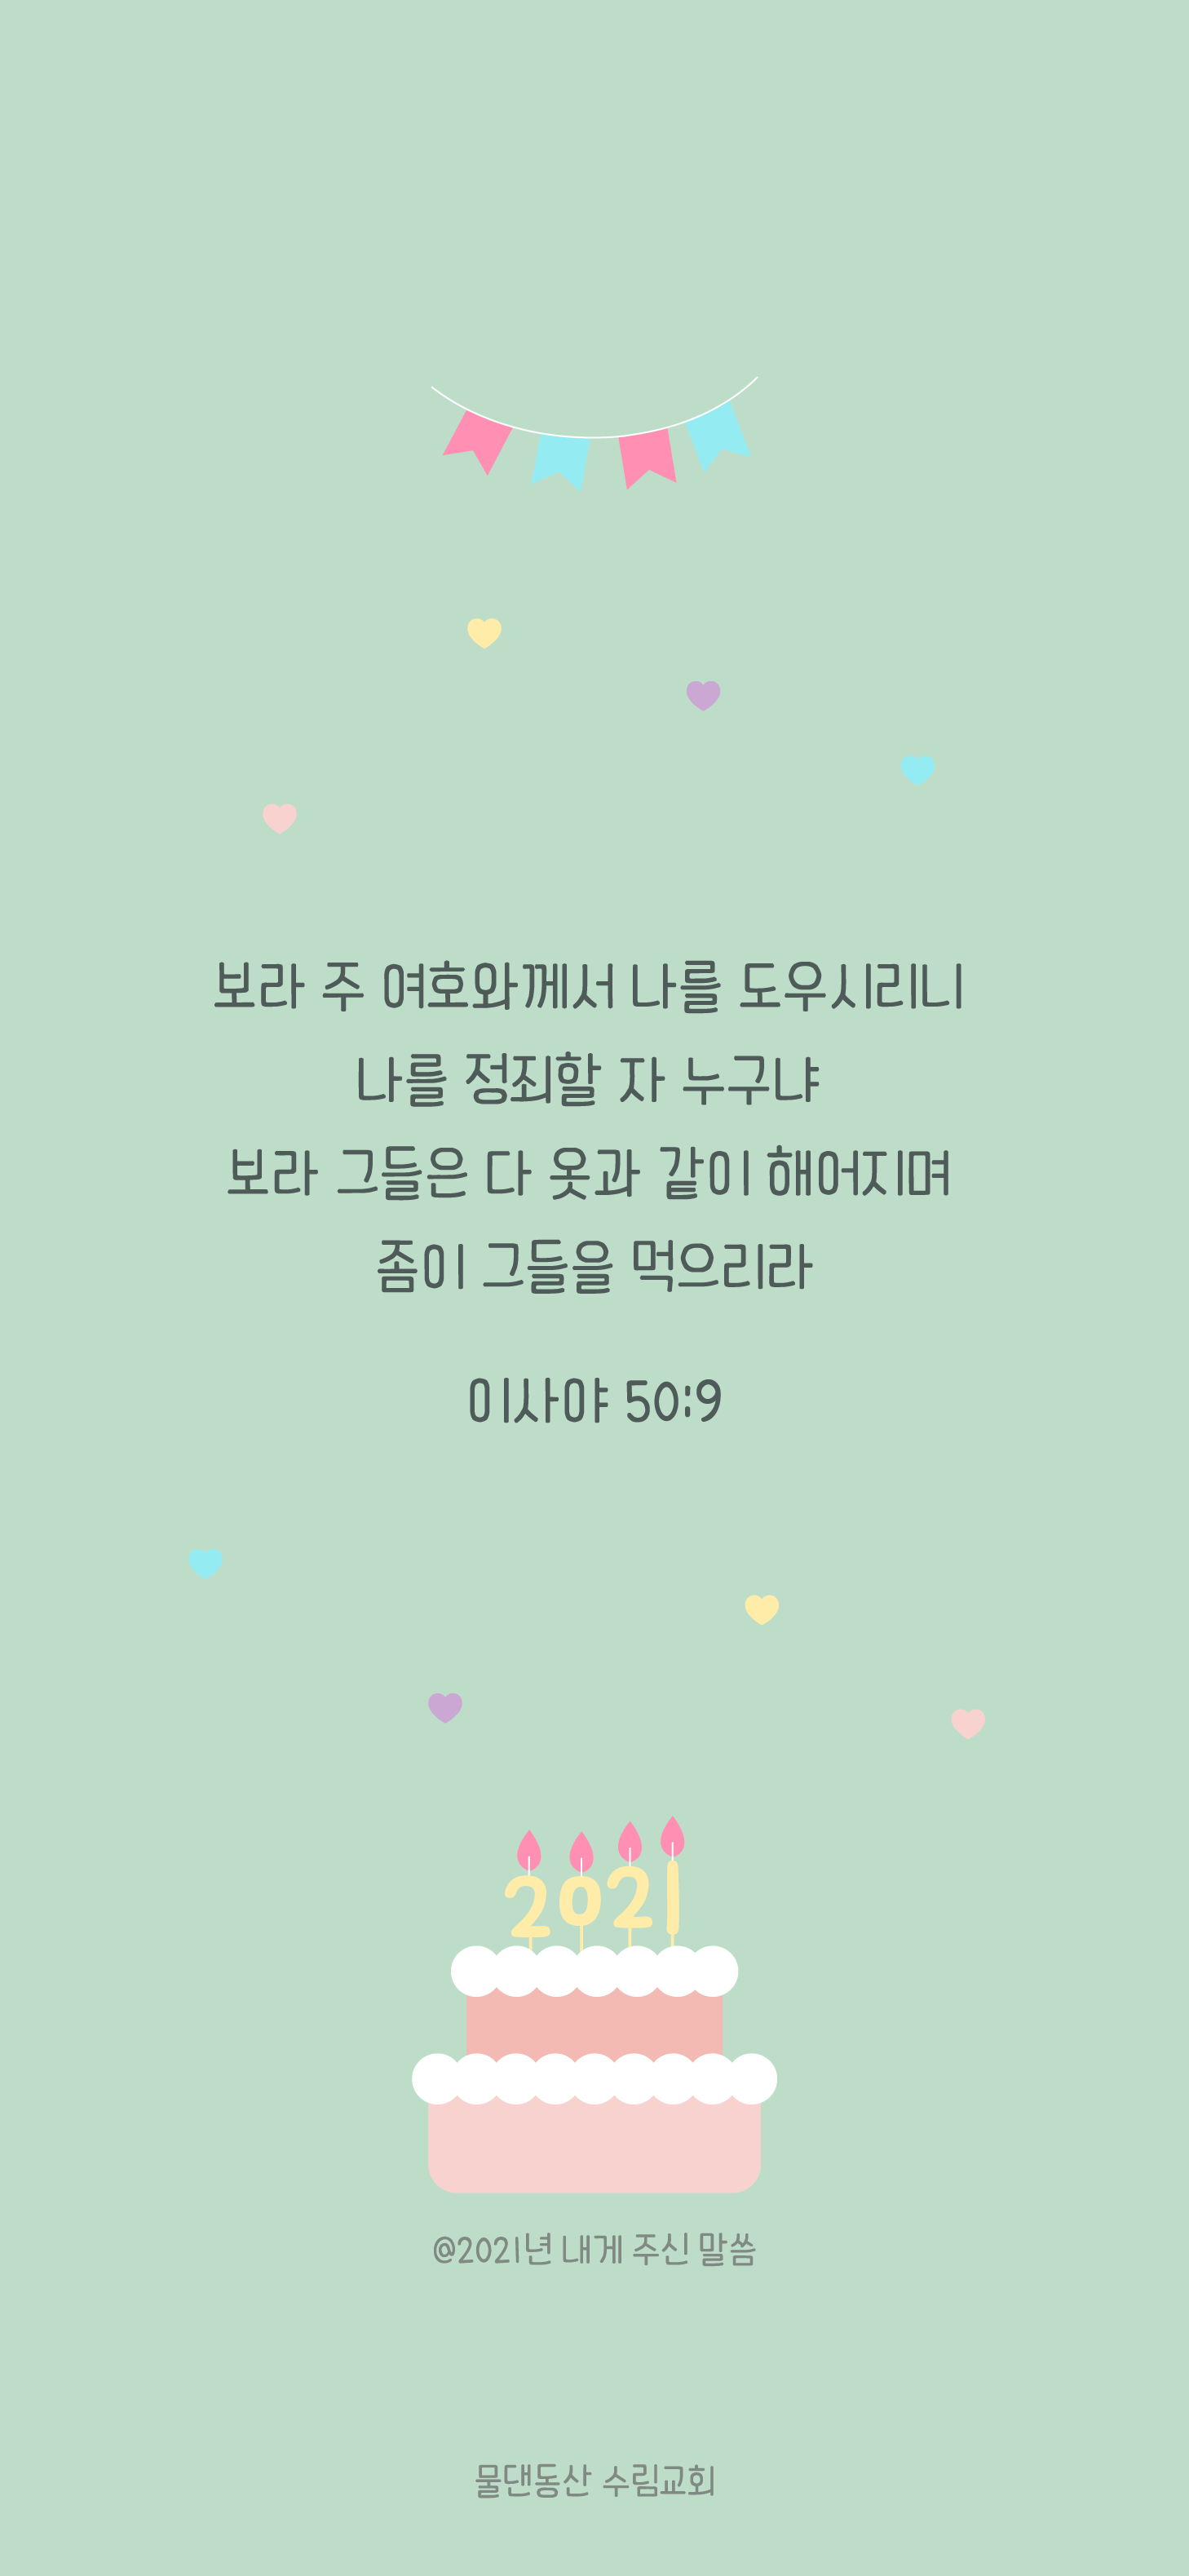 보라 주 여호와께서 나를 도우시리니
나를 정죄할 자 누구냐
보라 그들은 다 옷과 같이 해어지며
좀이 그들을 먹으리라
이사야 50:9
2021
@2021년 내게 주신 말씀
물댄동산 수림교회